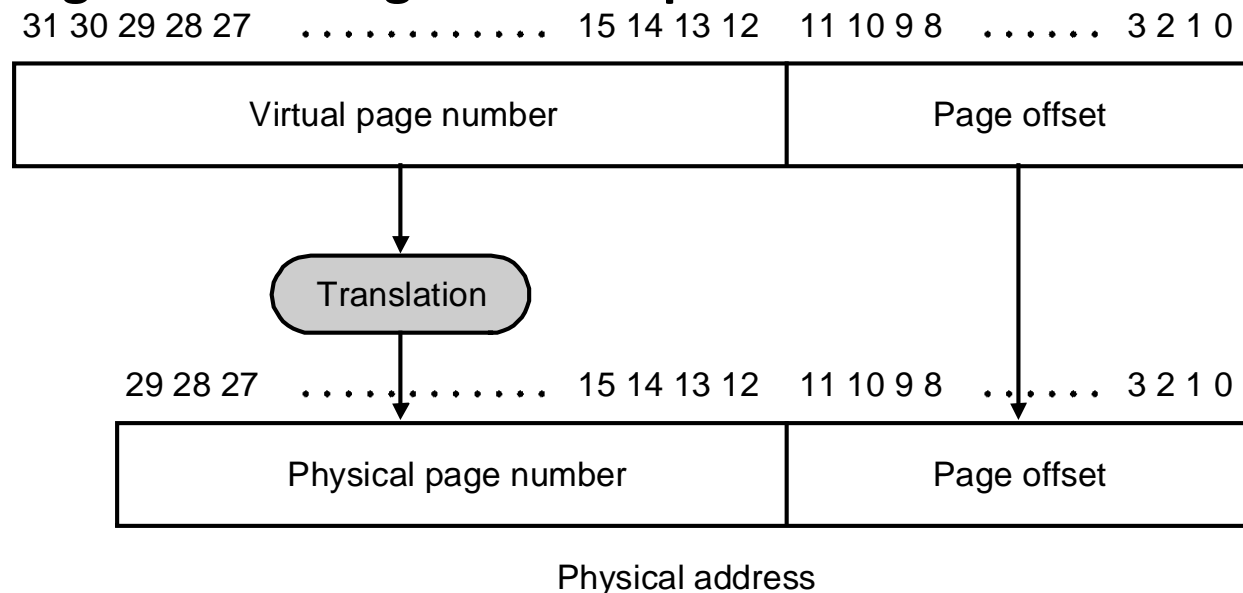 31 30 29 28 27 ............ 15 14 13 12 11 10 9 8 ...... 3 2 1 0
Virtual page number Page offset
Translation
29 28 27 ............ 15 14 13 12 11 10 9 8 ...... 3 2 1 0
Physical page number Page offset
Physical address